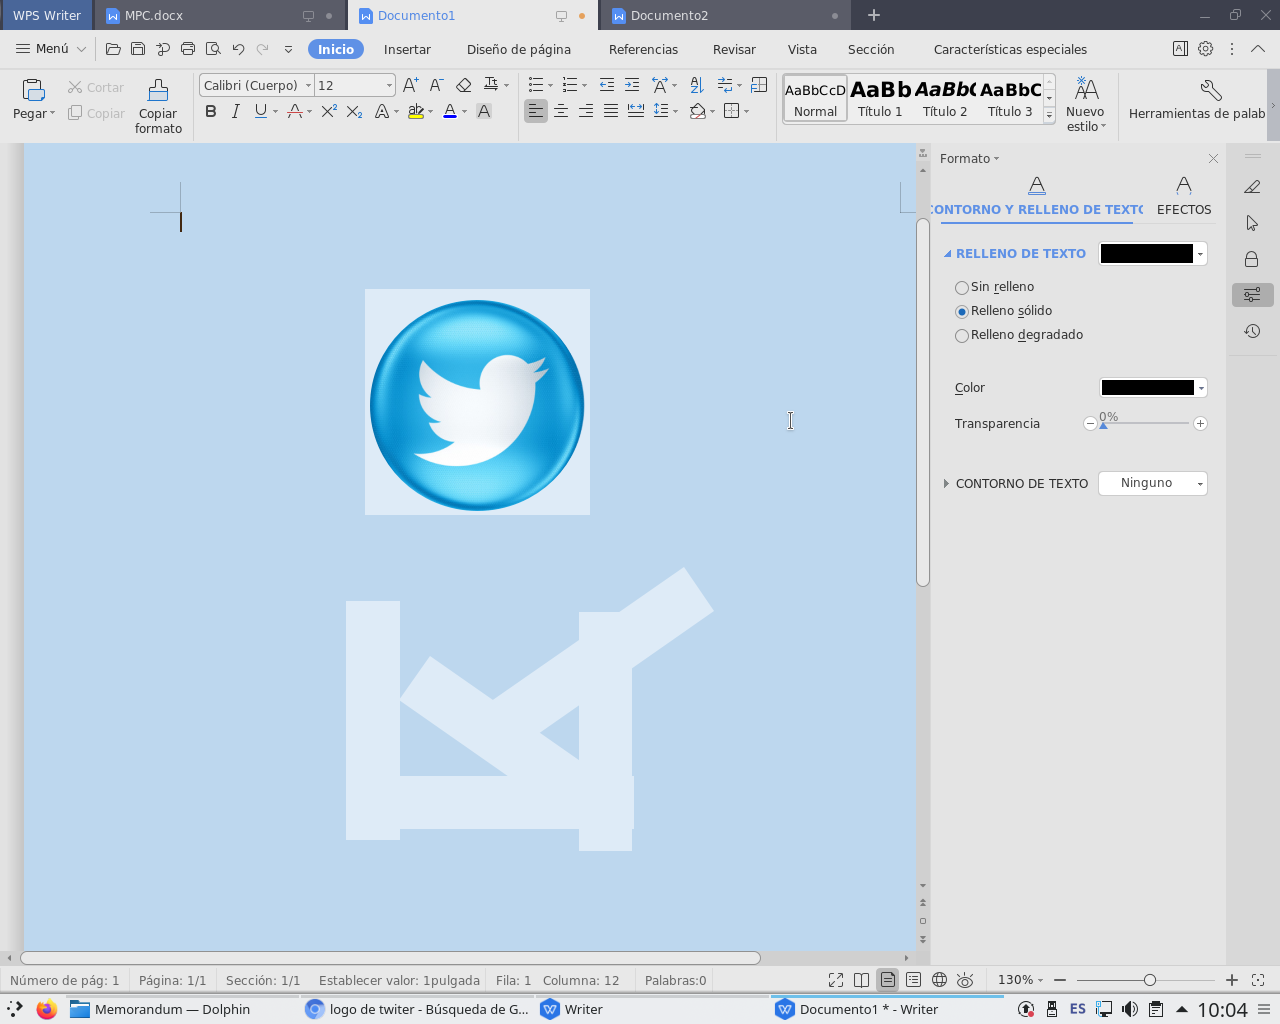 WPS Writer
MPC.docx
Documento1
Documento2
Menú
Inicio
Insertar
Diseño de página
Referencias
Revisar
Vista
Sección
Características especiales
Pegar
Cortar
Copiar
Copiar formato
Calibri (Cuerpo)
12
AaBbCcD
AaBb
AaBb(
AaBbC
Normal
Título 1
Título 2
Título 3
Nuevo estilo
Herramientas de palab
Formato
CONTORNO Y RELLENO DE TEXTO
EFECTOS
RELLENO DE TEXTO
Sin relleno
Relleno sólido
Relleno degradado
Color
Transparencia
0%
CONTORNO DE TEXTO
Ninguno
Número de pág: 1
Página: 1/1
Sección: 1/1
Establecer valor: 1pulgada
Fila: 1
Columna: 12
Palabras:0
130%
Memorandum — Dolphin
logo de twiter - Búsqueda de G...
Writer
Documento1 * - Writer
ES
10:04